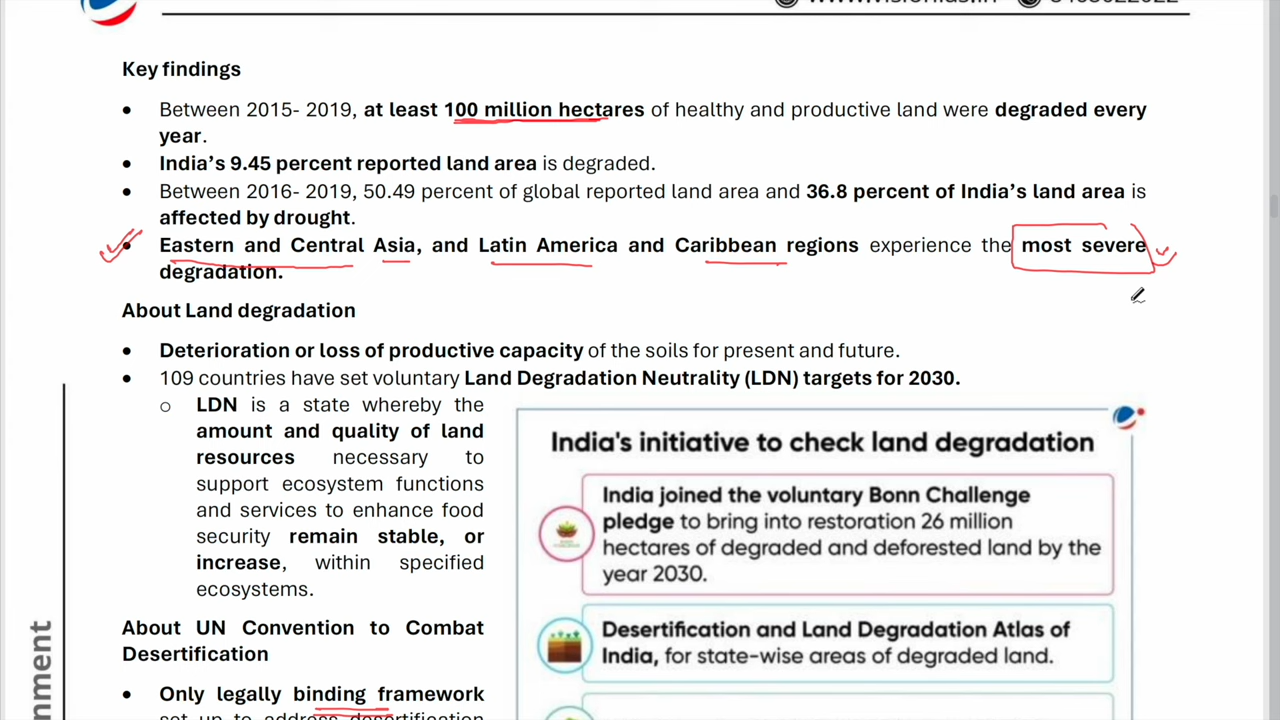 Key findings
• Between 2015- 2019, at least 100 million hectares of healthy and productive land were degraded every
year.
• India's 9.45 percent reported land area is degraded.
• Between 2016- 2019, 50.49 percent of global reported land area and 36.8 percent of India's land area is
affected by drought.
• Eastern and Central Asia, and Latin America and Caribbean regions experience the most severe
degradation.
About Land degradation
• Deterioration or loss of productive capacity of the soils for present and future.
• 109 countries have set voluntary Land Degradation Neutrality (LDN) targets for 2030.
o LDN is a state whereby the
amount and quality of land
resources necessary to
support ecosystem functions
and services to enhance food
security remain stable, or
increase, within specified
ecosystems.
About UN Convention to Combat
Desertification
• Only legally binding framework
set up to address desertification
India's initiative to check land degradation
India joined the voluntary Bonn Challenge
pledge to bring into restoration 26 million
hectares of degraded and deforested land by the
year 2030.
Desertification and Land Degradation Atlas of
India, for state-wise areas of degraded land.
nment